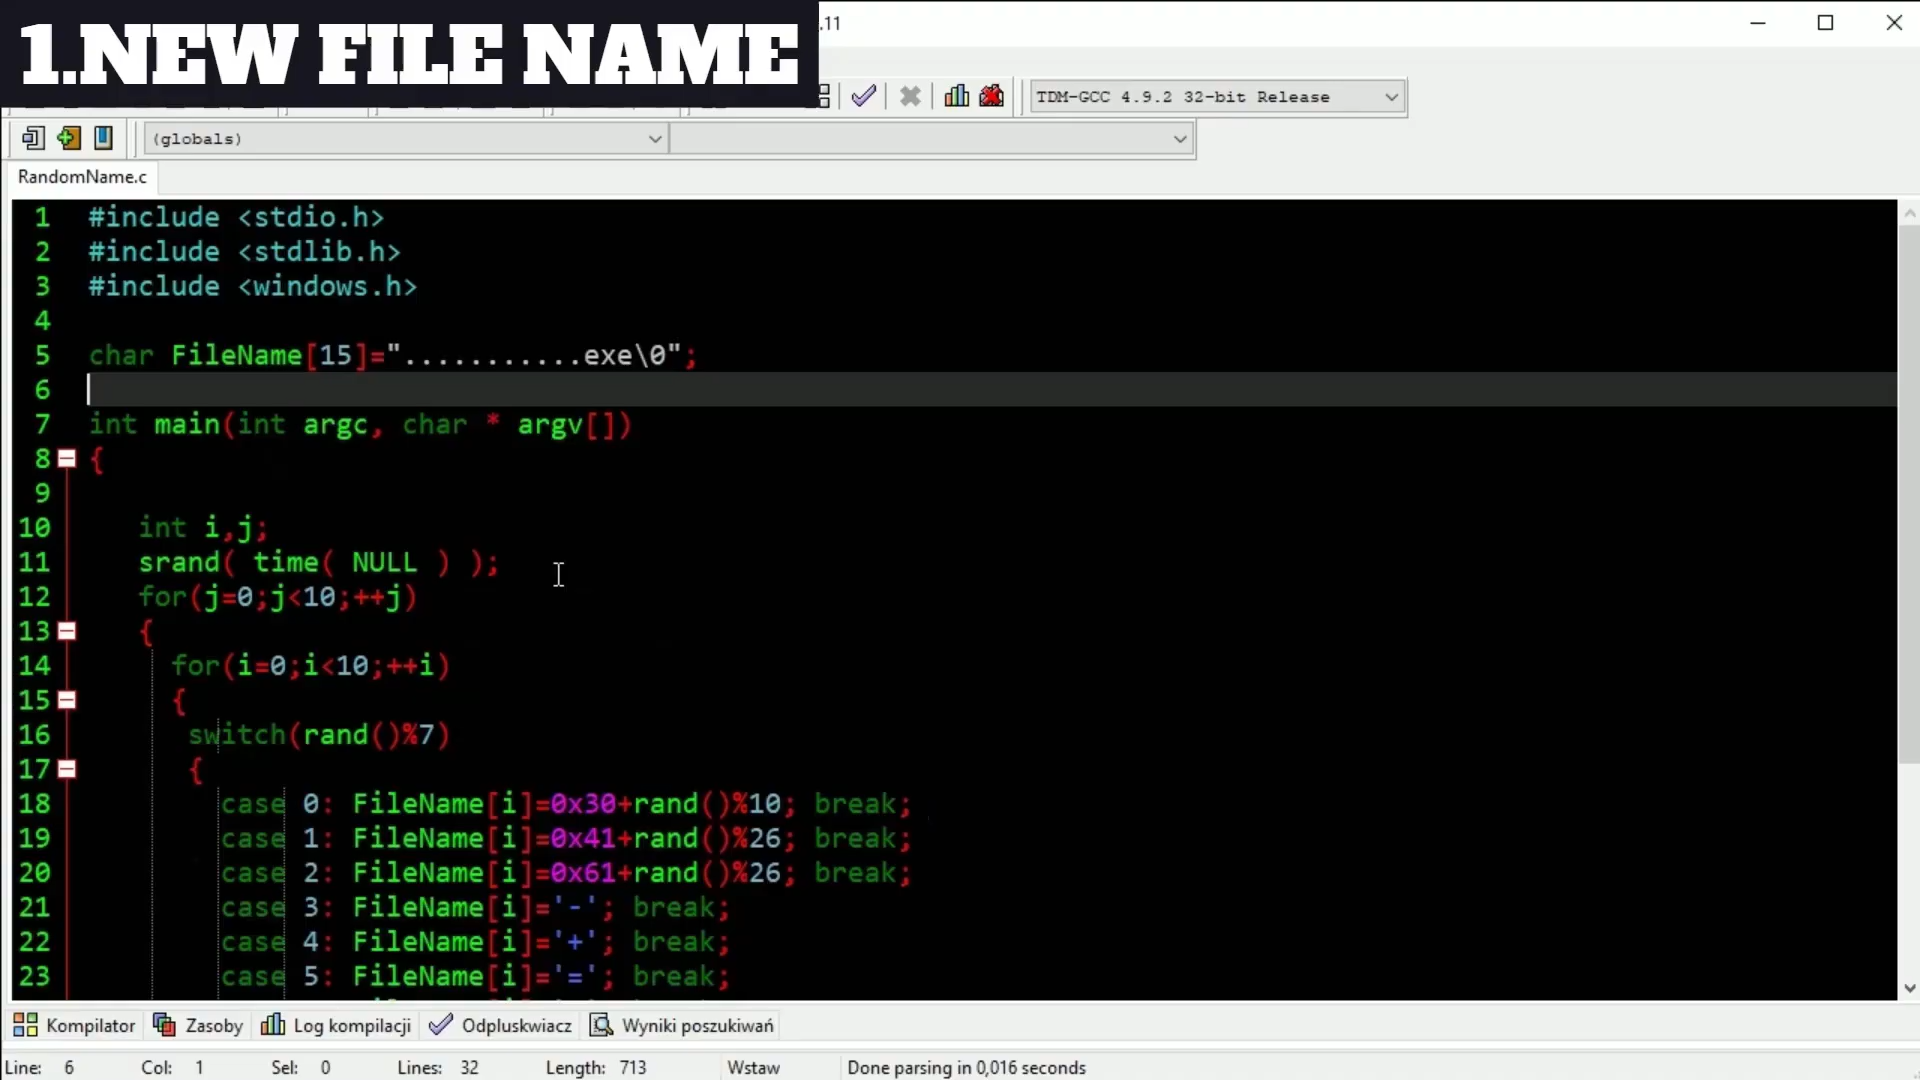 1.NEW FILE NAME
.11
TDM-GCC 4.9.2 32-bit Release
(globals)
RandomName.c
1 #include <stdio.h>
2 #include <stdlib.h>
3 #include <windows.h>
4
5 char FileName[15]="...........exe\0";
6
7 int main(int argc, char * argv[])
8 {
9
10 int i,j;
11 srand( time( NULL ) );
12 for(j=0;j<10;++j)
13 {
14 for(i=0;i<10;++i)
15 {
16 switch(rand()%7)
17 {
18 case 0: FileName[i]=0x30+rand()%10; break;
19 case 1: FileName[i]=0x41+rand()%26; break;
20 case 2: FileName[i]=0x61+rand()%26; break;
21 case 3: FileName[i]='-'; break;
22 case 4: FileName[i]='+'; break;
23 case 5: FileName[i]='='; break;
Kompilator Zasoby Log kompilacji Odpluskwiacz Wyniki poszukiwań
Line: 6 Col: 1 Sel: 0 Lines: 32 Length: 713 Wstaw Done parsing in 0,016 seconds